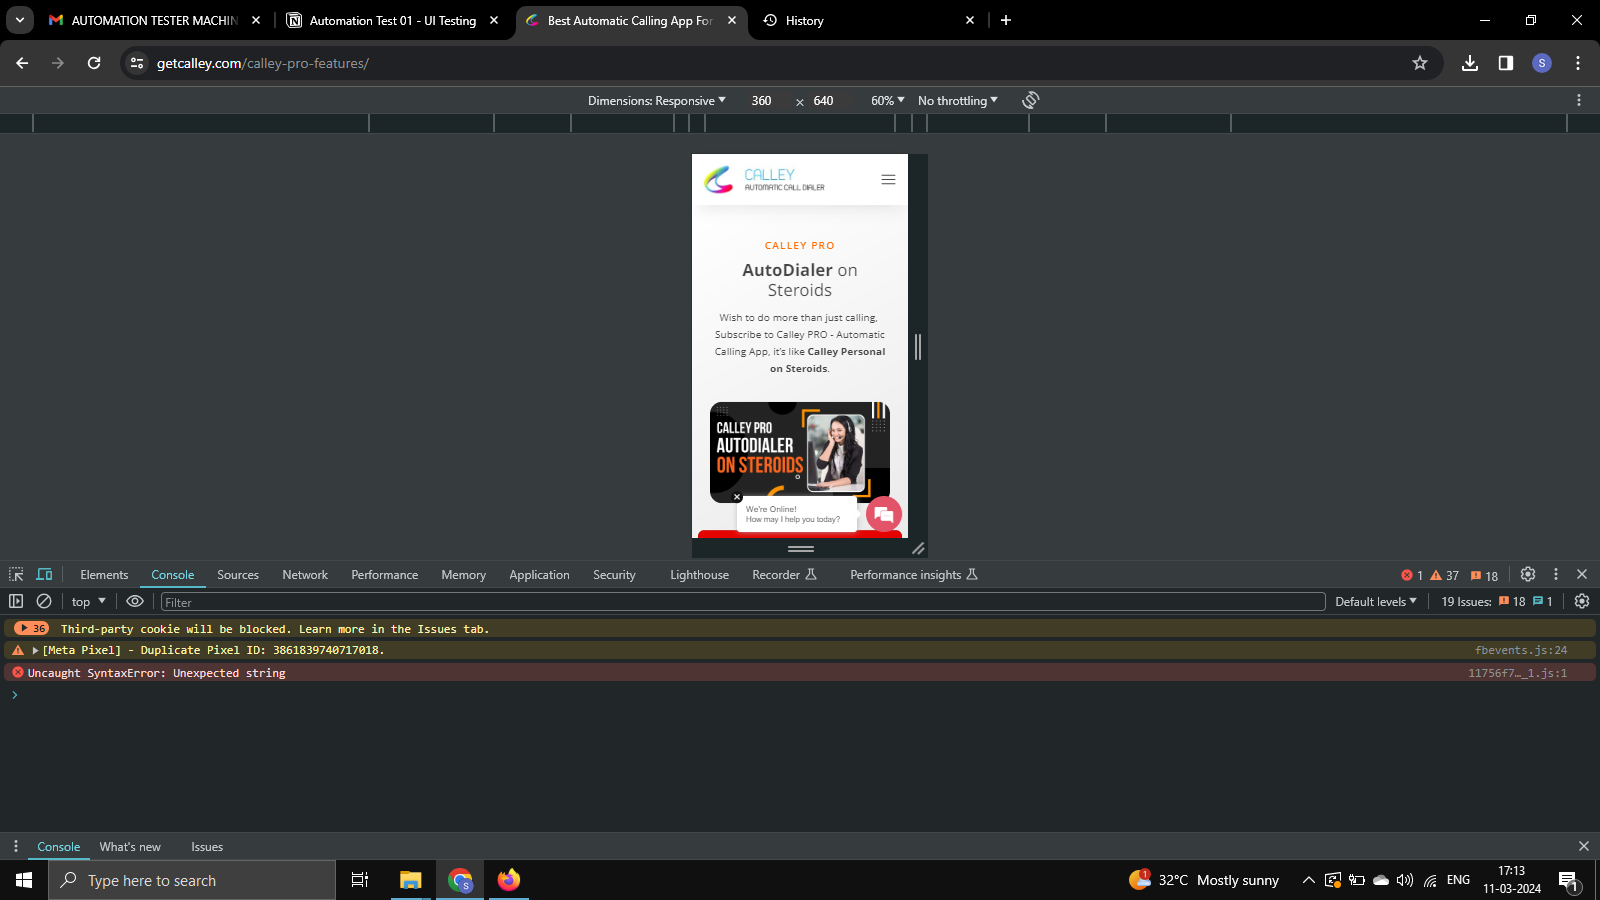 AUTOMATION TESTER MACHIN
Automation Test 01 - UI Testing
Best Automatic Calling App For
History
getcalley.com/calley-pro-features/
S
Dimensions: Responsive
360
×
640
60%
No throttling
CALLEY
AUTOMATIC CALL DIALER
CALLEY PRO
AutoDialer on
Steroids
Wish to do more than just calling,
Subscribe to Calley PRO - Automatic
Calling App, it's like Calley Personal
on Steroids.
CALLEY PRO
AUTODIALER
ON STEROIDS
We're Online!
How may I help you today?
Elements
Console
Sources
Network
Performance
Memory
Application
Security
Lighthouse
Recorder
Performance insights
1
37
18
top
Filter
Default levels
19 Issues:
18
1
36
Third-party cookie will be blocked. Learn more in the Issues tab.
[Meta Pixel] - Duplicate Pixel ID: 3861839740717018.
fbevents.js:24
Uncaught SyntaxError: Unexpected string
11756f7…_1.js:1
Console
What's new
Issues
Type here to search
S
1
32°C Mostly sunny
ENG
17:13
11-03-2024
1